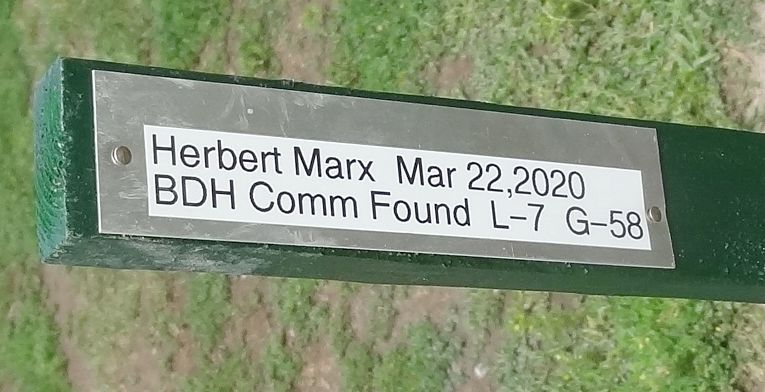 Herbert Marx Mar 22,2020
BDH Comm Found L-7 G-58